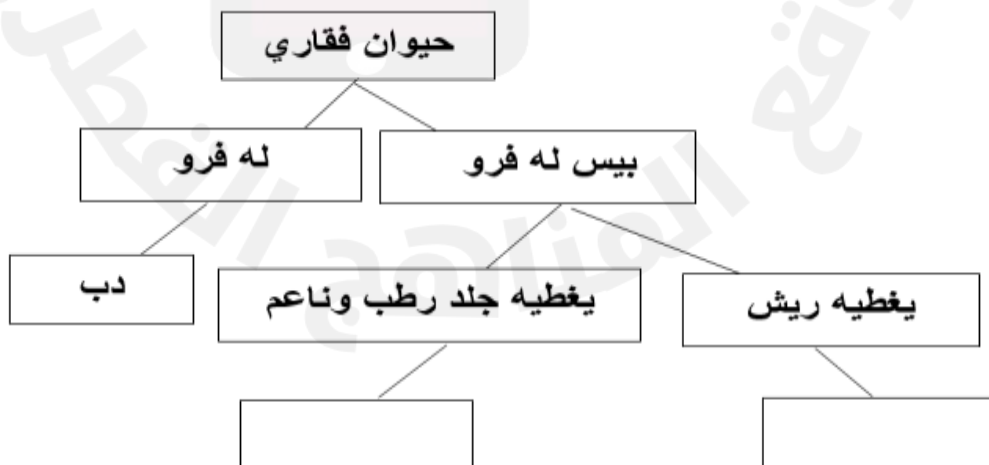 حيوان فقاري
له فرو
بيس له فرو
دب
يغطيه جلد رطب وناعم
يغطيه ريش